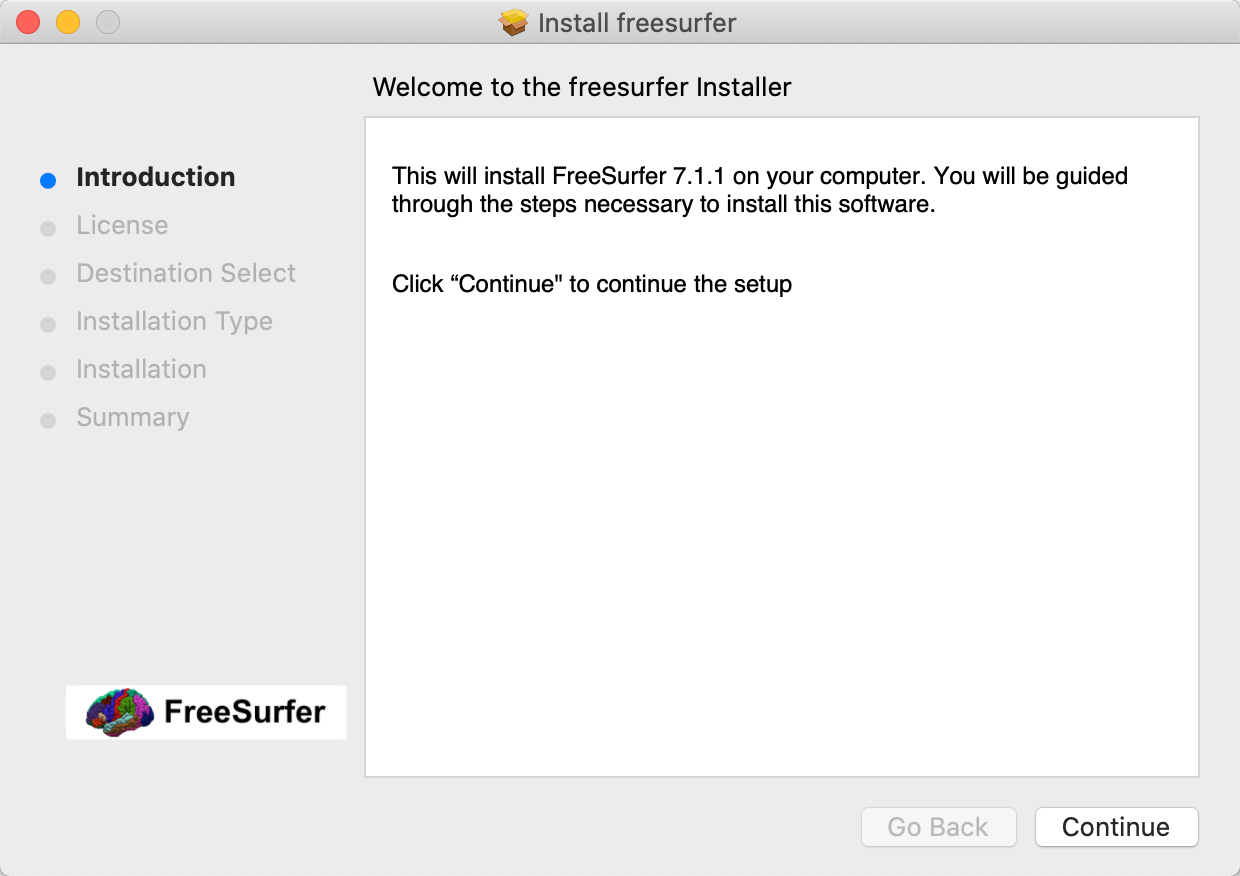 Install freesurfer
Welcome to the freesurfer Installer
Introduction
License
Destination Select
Installation Type
Installation
Summary
This will install FreeSurfer 7.1.1 on your computer. You will be guided
through the steps necessary to install this software.
Click “Continue" to continue the setup
FreeSurfer
Go Back
Continue